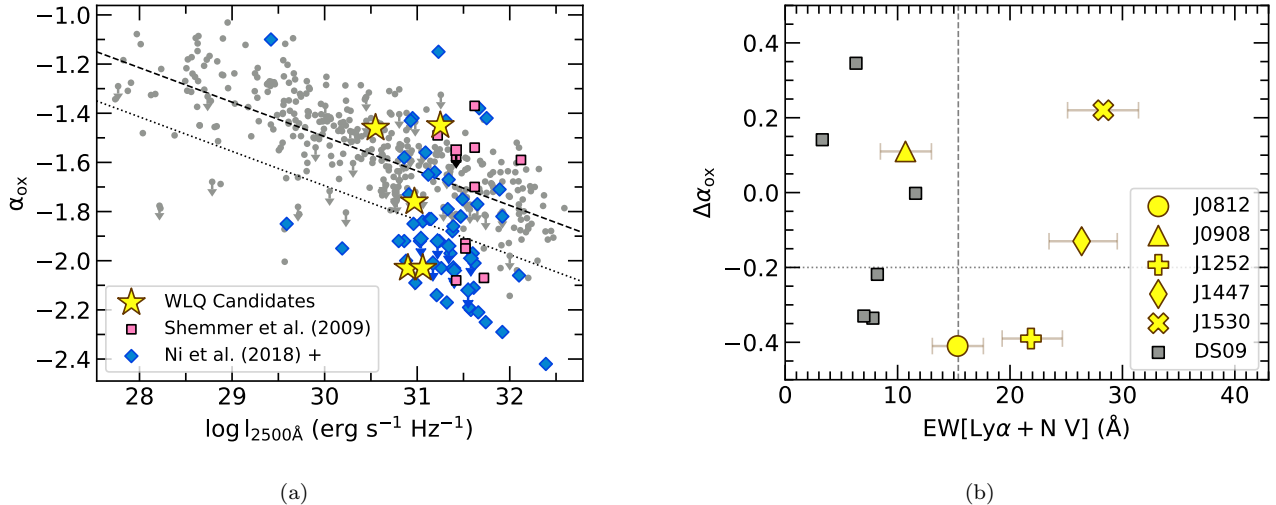 −1.0
−1.2
−1.4
−1.6
−1.8
−2.0
−2.2
−2.4
αox
28
29
30
31
32
log l2500Å (erg s−1 Hz−1)
WLQ Candidates
Shemmer et al. (2009)
Ni et al. (2018) +
(a)
0.4
0.2
0.0
−0.2
−0.4
Δαox
0
10
20
30
40
EW[Lyα + N V] (Å)
J0812
J0908
J1252
J1447
J1530
DS09
(b)